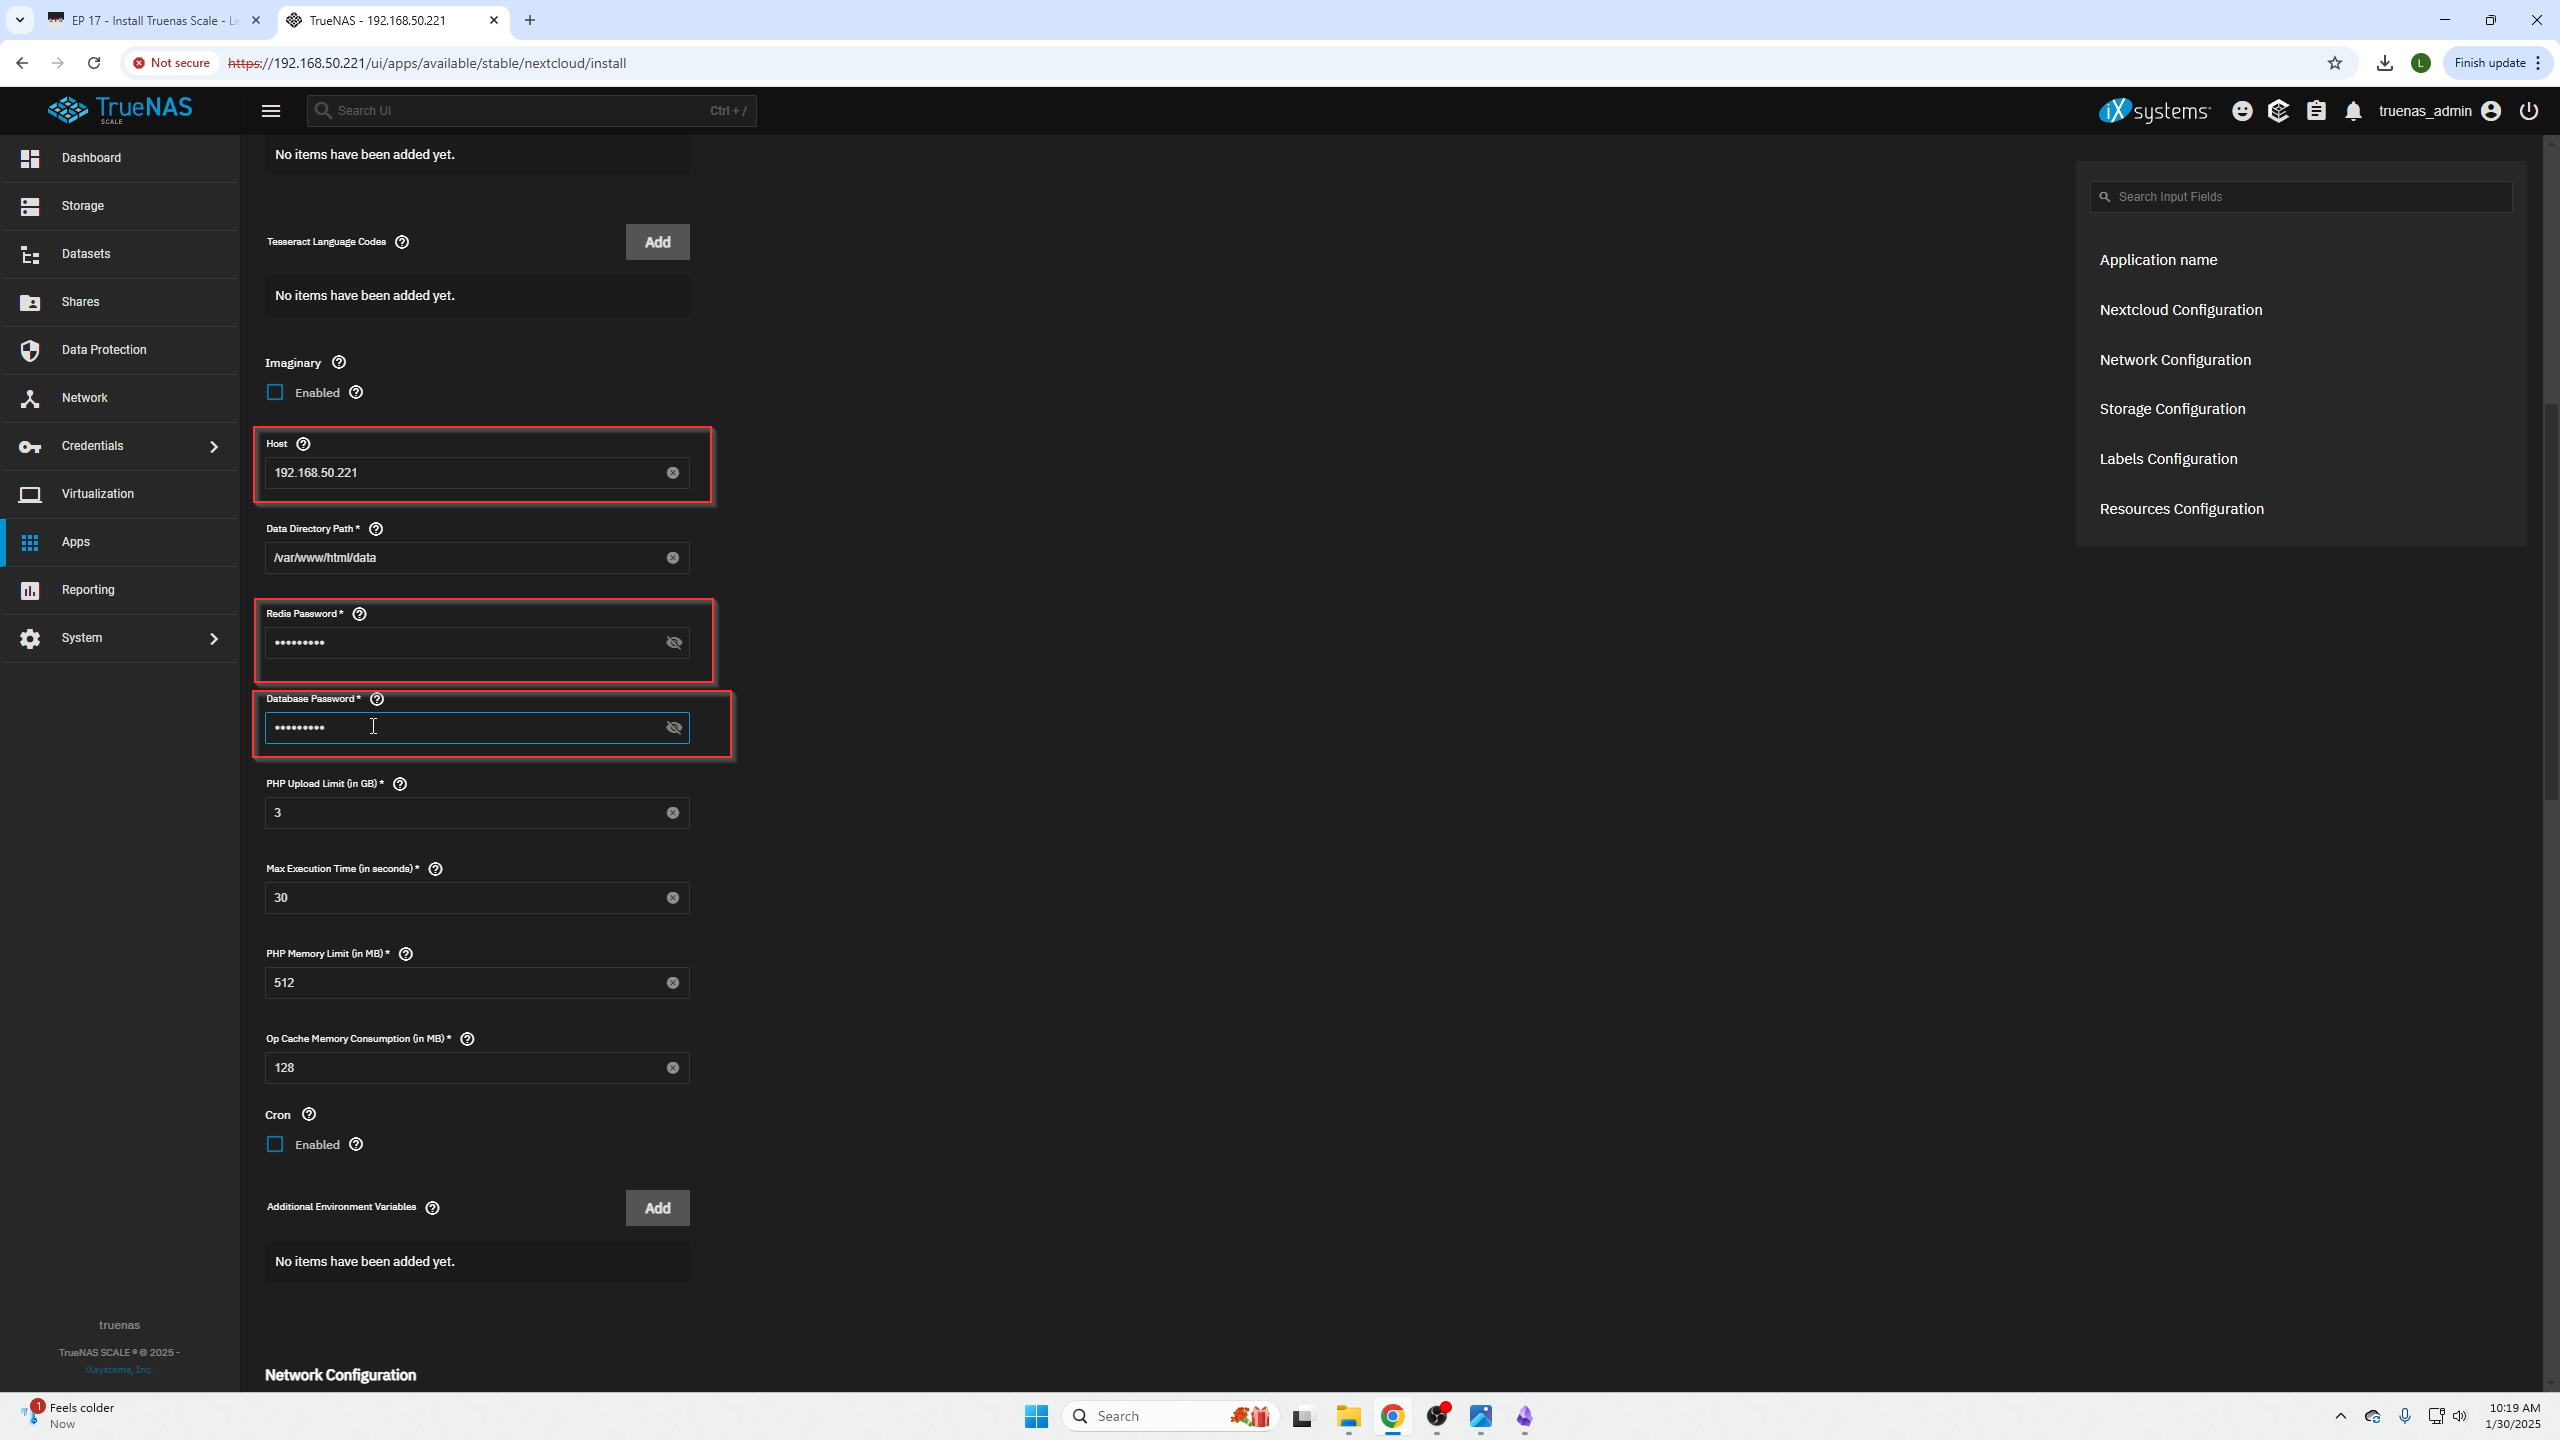 EP 17 - Install Truenas Scale - Le
TrueNAS - 192.168.50.221
Not secure
https://192.168.50.221/ui/apps/available/stable/nextcloud/install
L
Finish update
TrueNAS
SCALE
Search UI
Ctrl + /
iXsystems
truenas_admin
Dashboard
Storage
Datasets
Shares
Data Protection
Network
Credentials
Virtualization
Apps
Reporting
System
truenas
TrueNAS SCALE ® © 2025 -
iXsystems, Inc.
No items have been added yet.
Tesseract Language Codes
Add
No items have been added yet.
Imaginary
Enabled
Host
192.168.50.221
Data Directory Path *
/var/www/html/data
Redis Password *
•••••••••
Database Password *
•••••••••
PHP Upload Limit (in GB) *
3
Max Execution Time (in seconds) *
30
PHP Memory Limit (in MB) *
512
Op Cache Memory Consumption (in MB) *
128
Cron
Enabled
Additional Environment Variables
Add
No items have been added yet.
Network Configuration
Search Input Fields
Application name
Nextcloud Configuration
Network Configuration
Storage Configuration
Labels Configuration
Resources Configuration
1
Feels colder
Now
Search
10:19 AM
1/30/2025